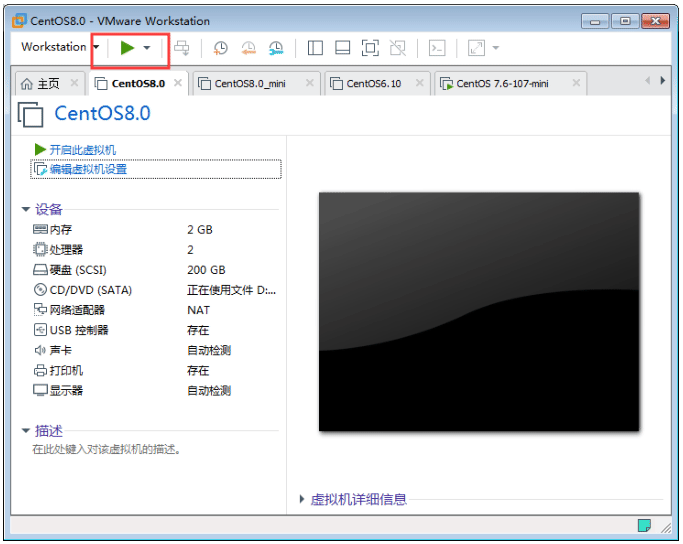 CentOS8.0 - VMware Workstation
Workstation
主页 CentOS8.0 CentOS8.0_mini CentOS6.10 CentOS 7.6-107-mini
CentOS8.0
开启此虚拟机
编辑虚拟机设置
设备
内存 2 GB
处理器 2
硬盘 (SCSI) 200 GB
CD/DVD (SATA) 正在使用文件 D:...
网络适配器 NAT
USB 控制器 存在
声卡 自动检测
打印机 存在
显示器 自动检测
描述
在此处键入对该虚拟机的描述。
虚拟机详细信息